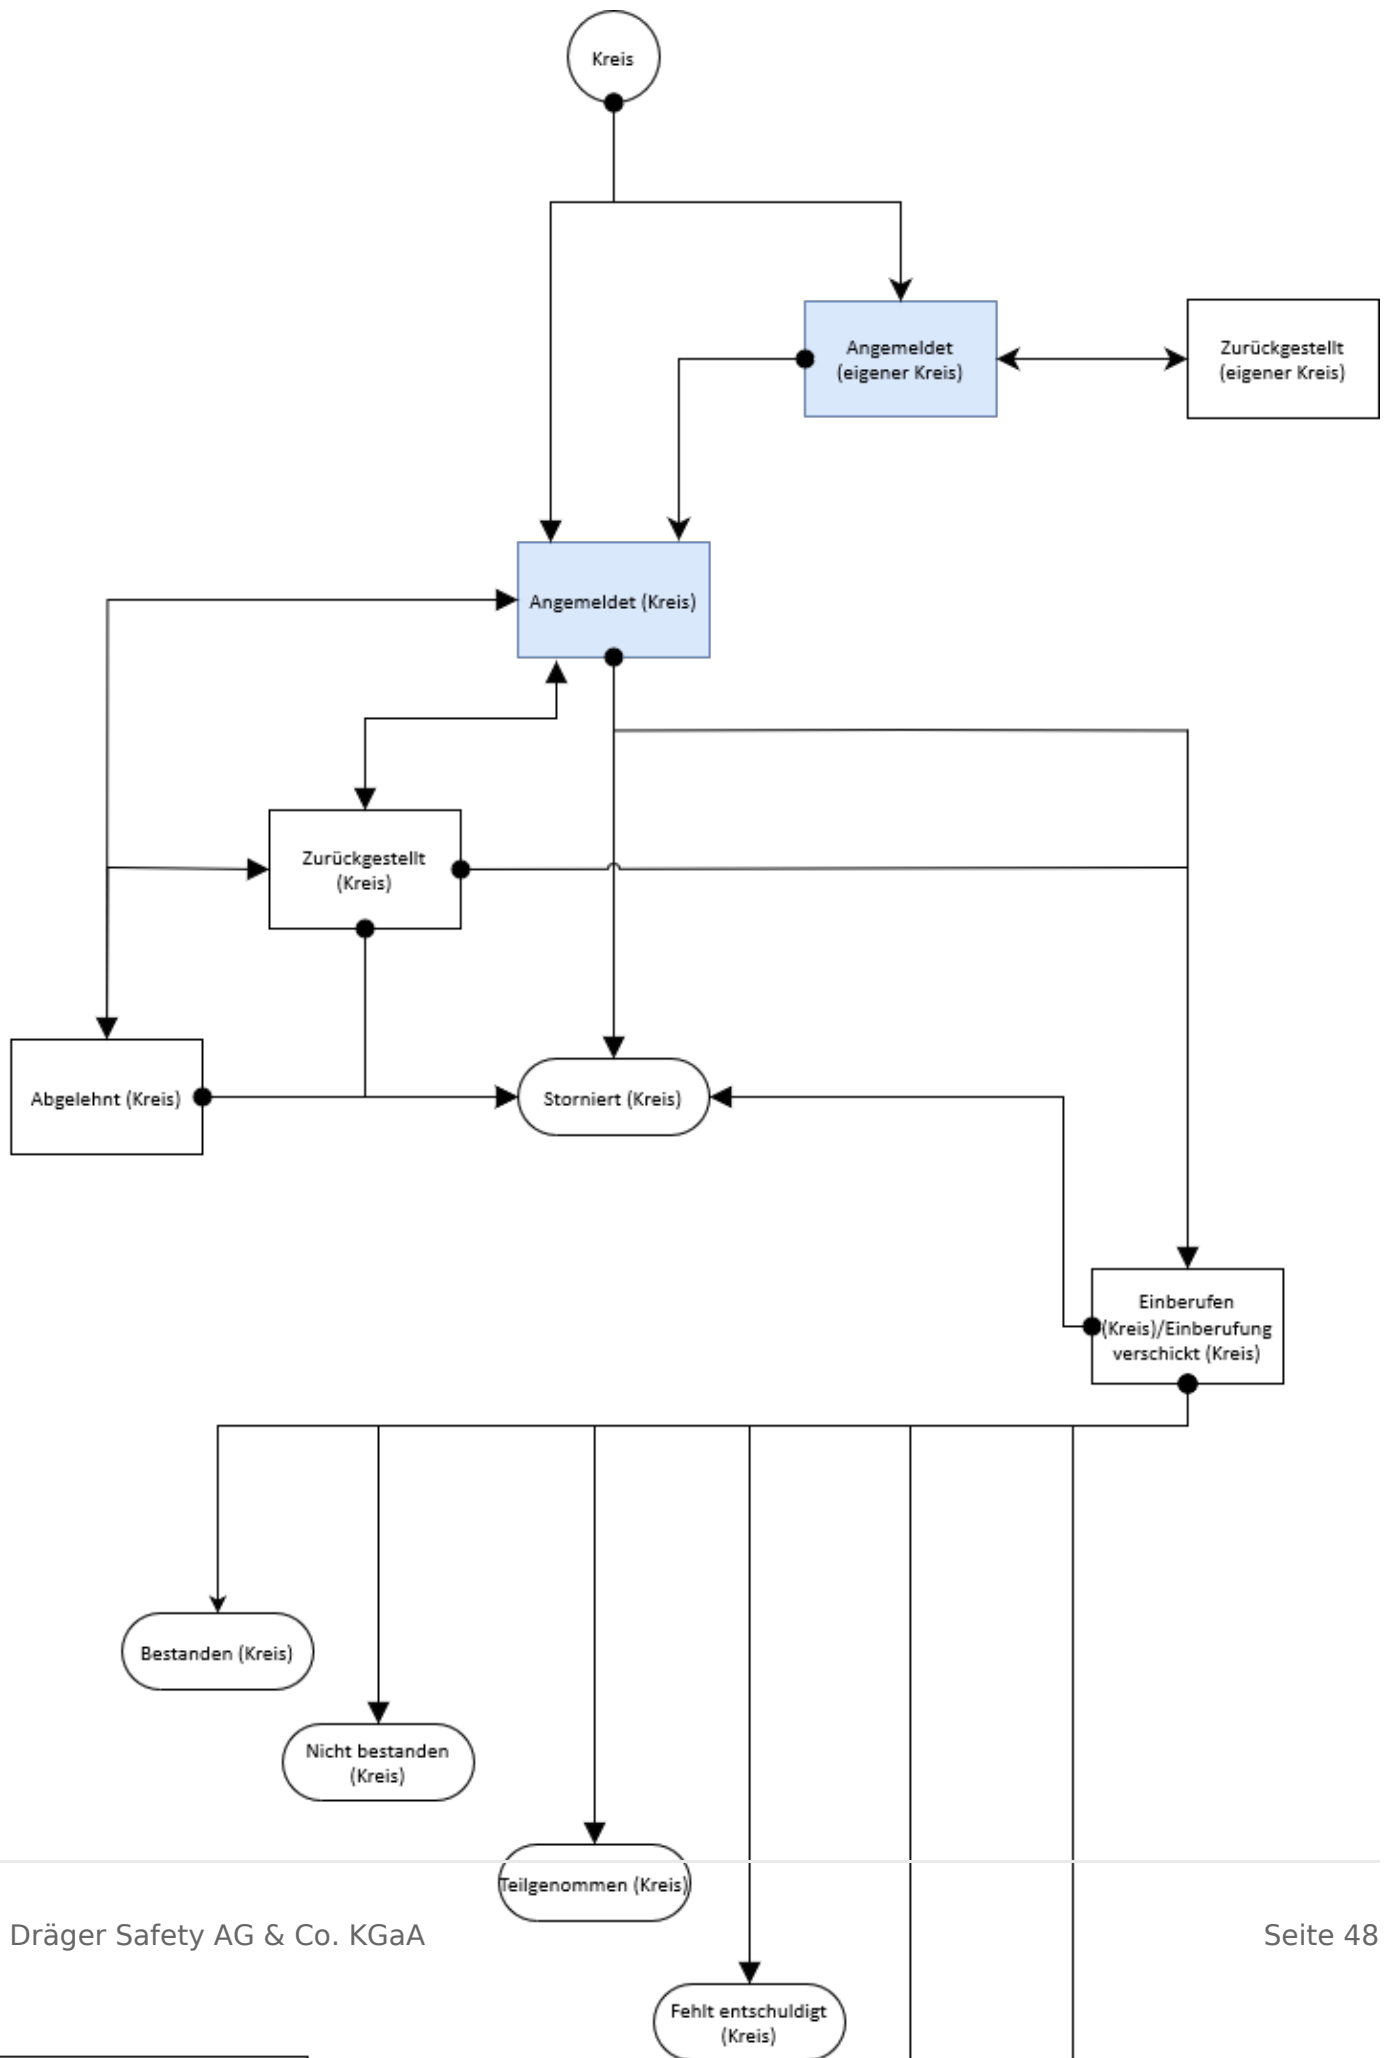 Kreis
Angemeldet
(eigener Kreis)
Zurückgestellt
(eigener Kreis)
Angemeldet (Kreis)
Zurückgestellt
(Kreis)
Abgelehnt (Kreis)
Storniert (Kreis)
Einberufen
(Kreis)/Einberufung
verschickt (Kreis)
Bestanden (Kreis)
Nicht bestanden
(Kreis)
Teilgenommen (Kreis)
Dräger Safety AG & Co. KGaA
Seite 48
Fehlt entschuldigt
(Kreis)